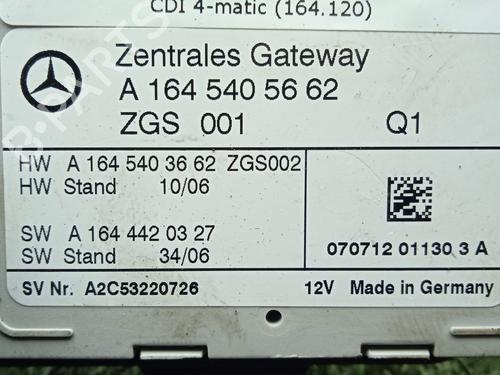 CDI 4-matic (164.120)
Zentrales Gateway
A 164 540 56 62
ZGS 001 Q1
HW A 164 540 36 62 ZGS002
HW Stand 10/06
SW A 164 442 03 27
SW Stand 34/06
070712 01130 3 A
SV Nr. A2C53220726 12V Made in Germany
B-PARTS